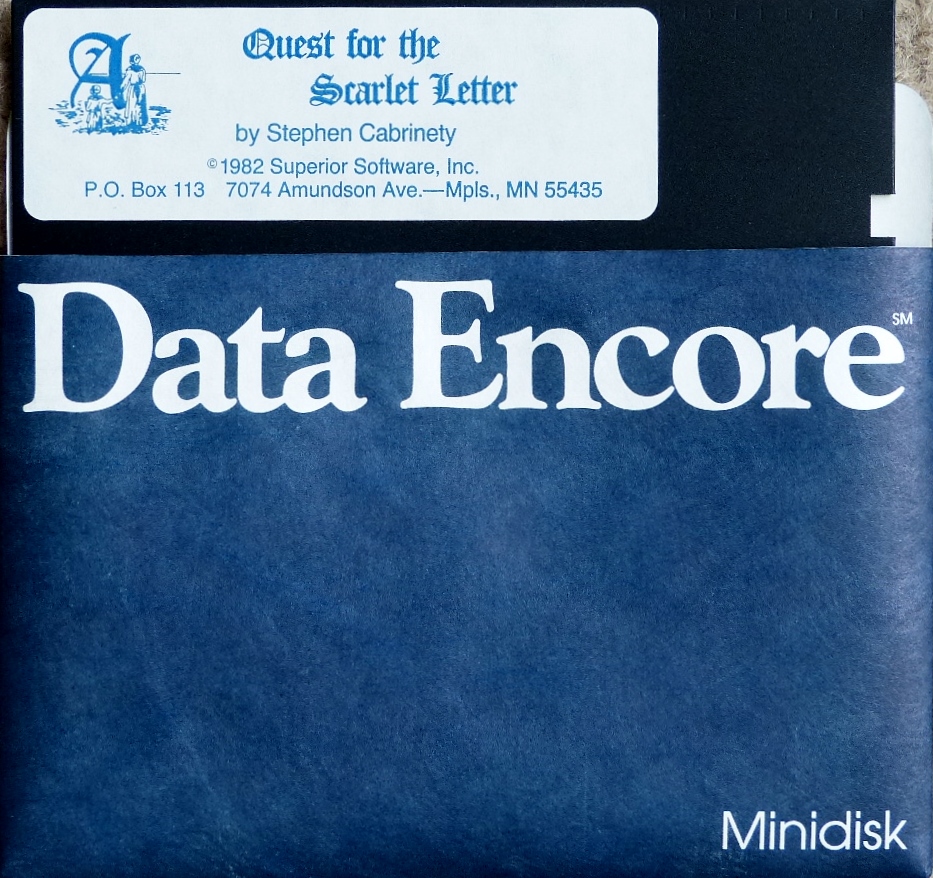 A
Quest for the
Scarlet Letter
by Stephen Cabrinety
©1982 Superior Software, Inc.
P.O. Box 113 7074 Amundson Ave.—Mpls., MN 55435
Data Encore SM
Minidisk